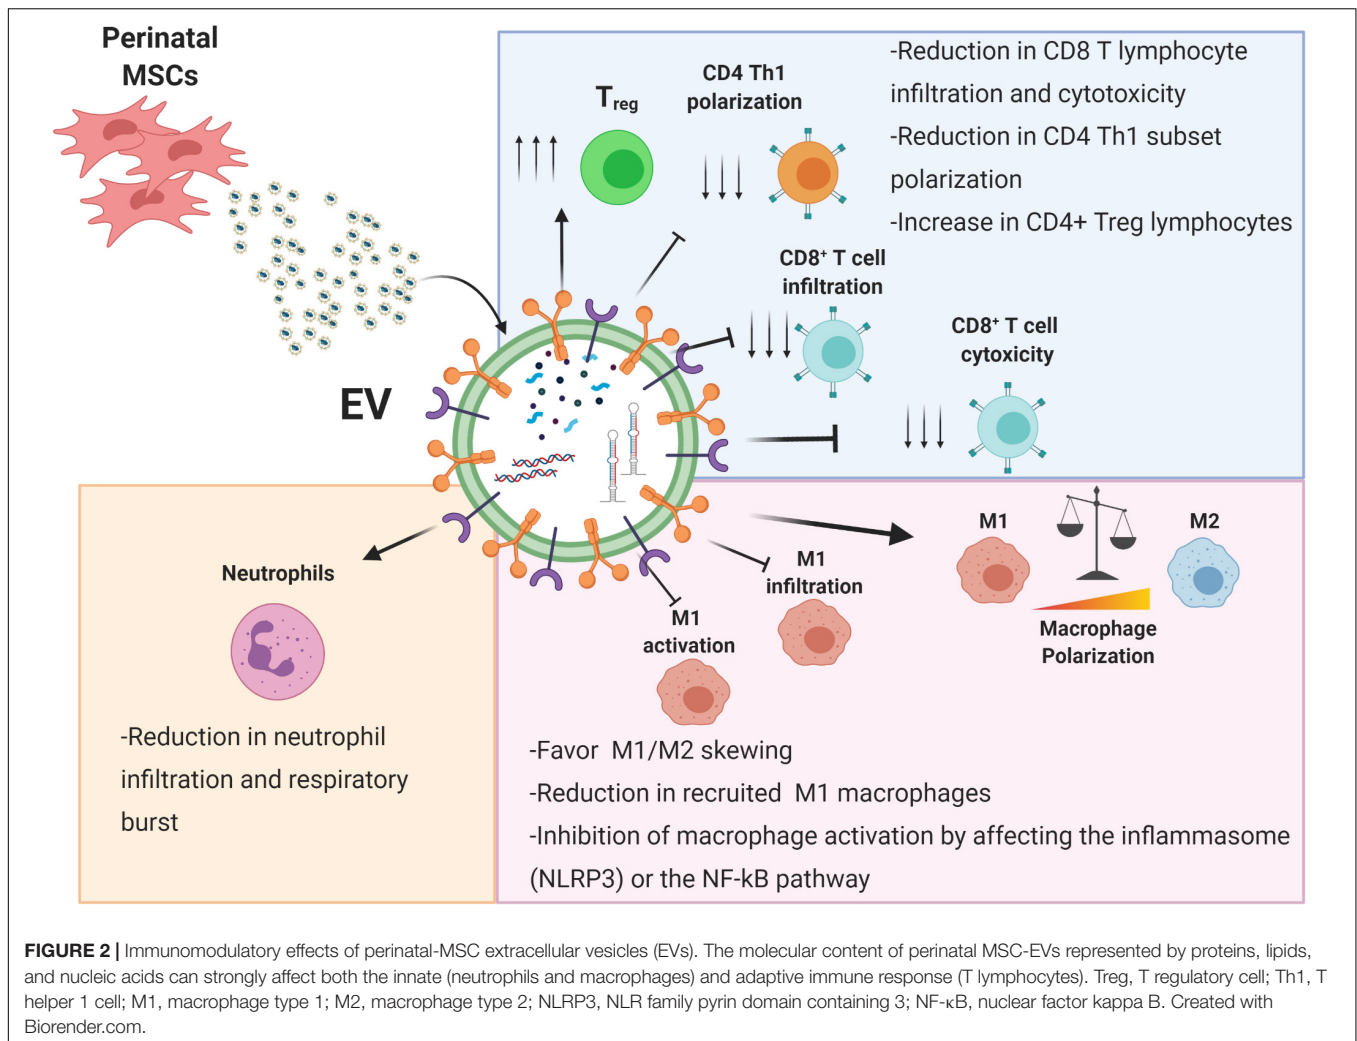 Perinatal
MSCs
EV
Treg
CD4 Th1
polarization
-Reduction in CD8 T lymphocyte
infiltration and cytotoxicity
-Reduction in CD4 Th1 subset
polarization
-Increase in CD4+ Treg lymphocytes
CD8+ T cell
infiltration
CD8+ T cell
cytoxicity
Neutrophils
-Reduction in neutrophil
infiltration and respiratory
burst
M1
activation
M1
infiltration
M1
M2
Macrophage
Polarization
-Favor M1/M2 skewing
-Reduction in recruited M1 macrophages
-Inhibition of macrophage activation by affecting the inflammasome
(NLRP3) or the NF-kB pathway
FIGURE 2 | Immunomodulatory effects of perinatal-MSC extracellular vesicles (EVs). The molecular content of perinatal MSC-EVs represented by proteins, lipids,
and nucleic acids can strongly affect both the innate (neutrophils and macrophages) and adaptive immune response (T lymphocytes). Treg, T regulatory cell; Th1, T
helper 1 cell; M1, macrophage type 1; M2, macrophage type 2; NLRP3, NLR family pyrin domain containing 3; NF-κB, nuclear factor kappa B. Created with
Biorender.com.